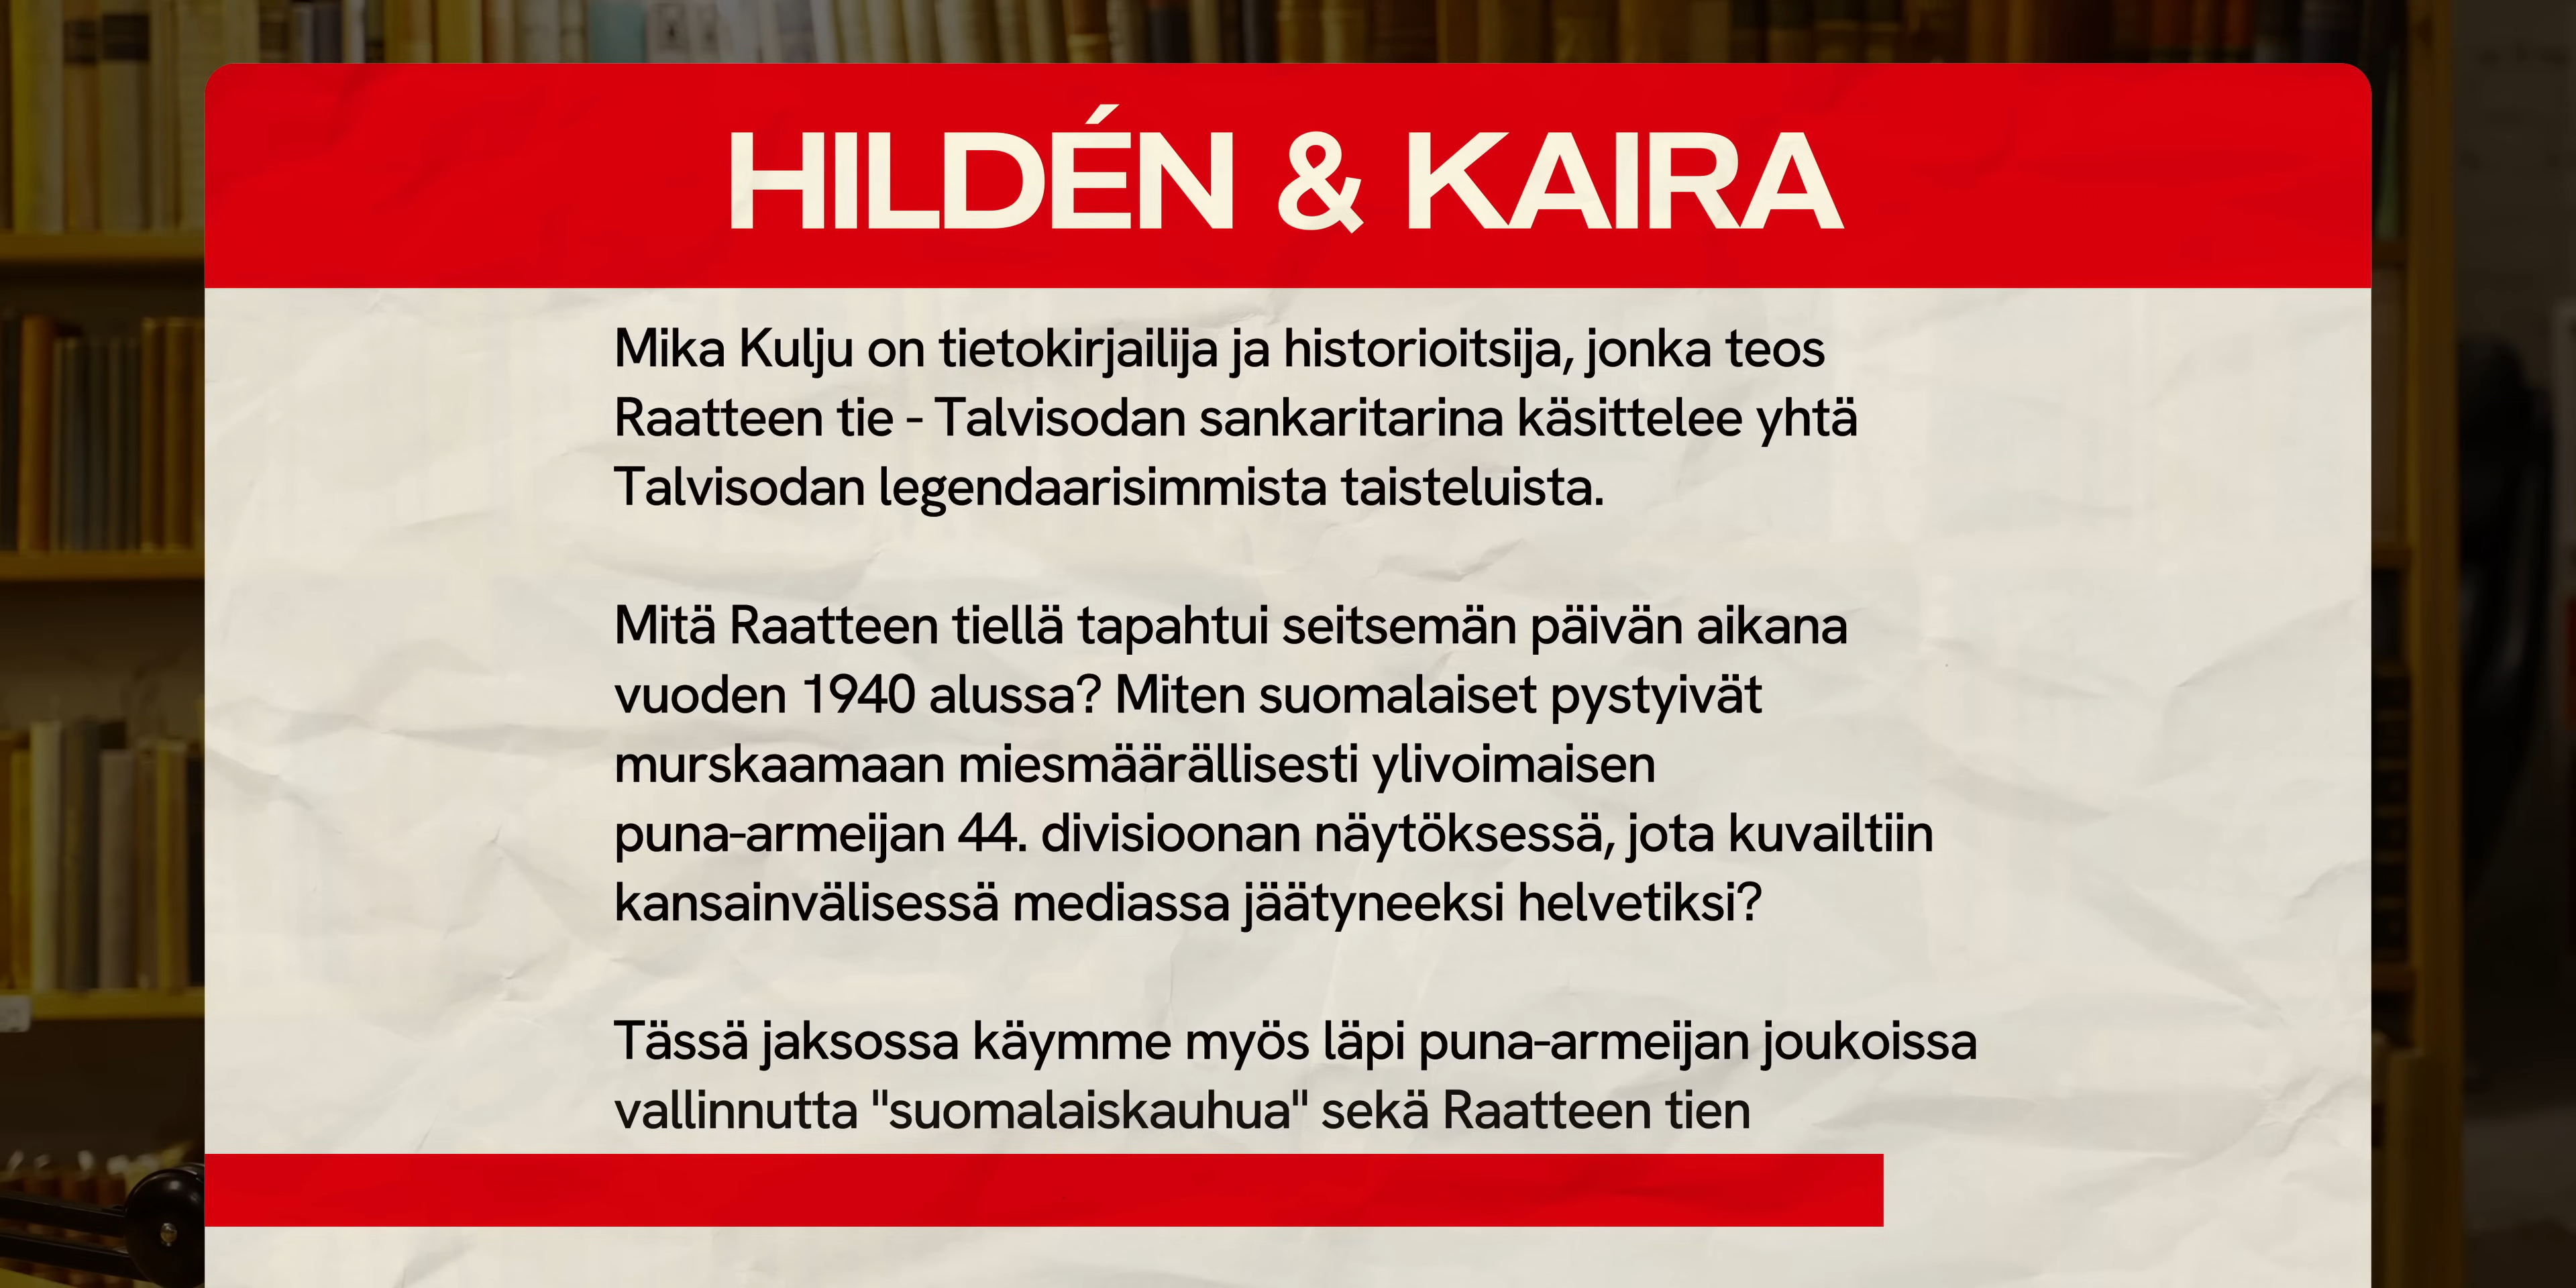 HILDÉN & KAIRA
Mika Kulju on tietokirjailija ja historioitsija, jonka teos
Raatteen tie - Talvisodan sankaritarina käsittelee yhtä
Talvisodan legendaarisimmista taisteluista.
Mitä Raatteen tiellä tapahtui seitsemän päivän aikana
vuoden 1940 alussa? Miten suomalaiset pystyivät
murskaamaan miesmäärällisesti ylivoimaisen
puna-armeijan 44. divisioonan näytöksessä, jota kuvailtiin
kansainvälisessä mediassa jäätyneeksi helvetiksi?
Tässä jaksossa käymme myös läpi puna-armeijan joukoissa
vallinnutta "suomalaiskauhua" sekä Raatteen tien